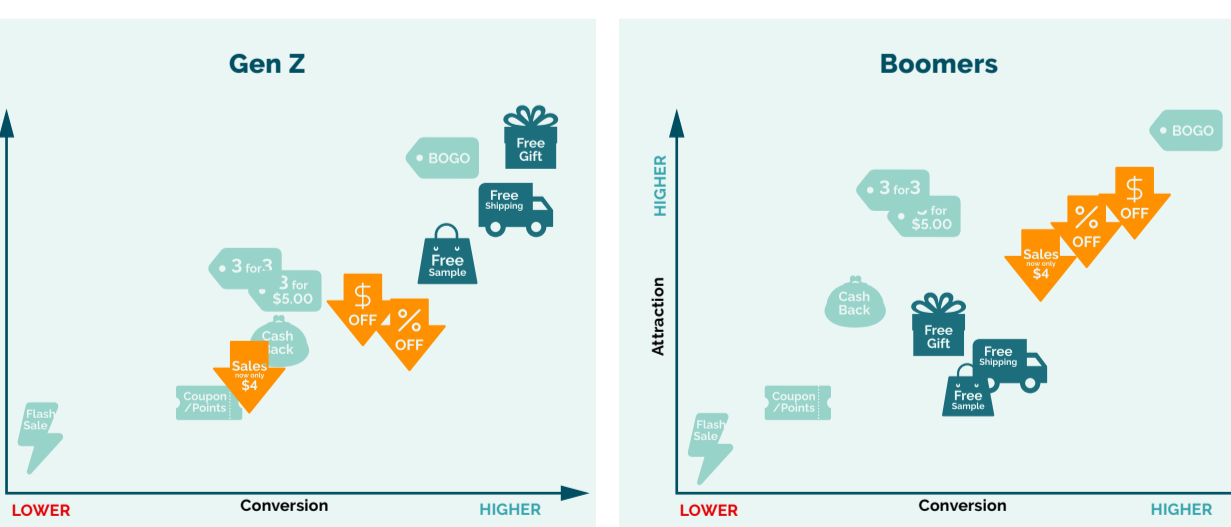 Gen Z
Free
Gift
BOGO
Free
Shipping
Free
Sample
3 for 3
3 for
$5.00
$
OFF
%
OFF
Cash
Back
Sales
now only
$4
Coupon
/Points
Flash
Sale
LOWER
Conversion
HIGHER
Boomers
HIGHER
Attraction
BOGO
3 for 3
3 for
$5.00
$
OFF
%
OFF
Sales
now only
$4
Cash
Back
Free
Gift
Free
Shipping
Free
Sample
Coupon
/Points
Flash
Sale
LOWER
Conversion
HIGHER